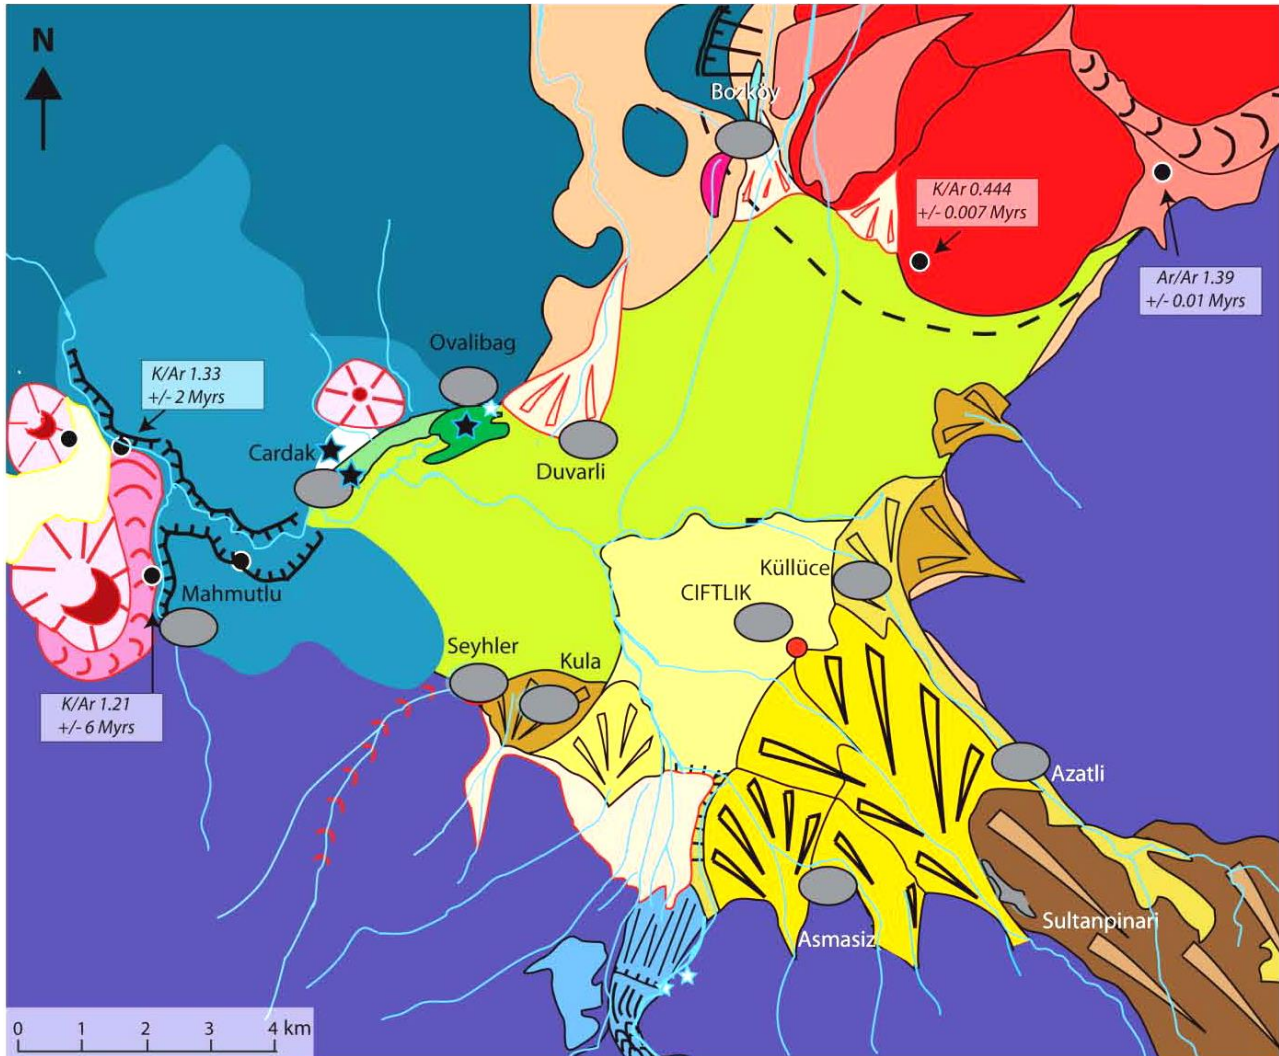 N
Bozköy
K/Ar 0.444
+/- 0.007 Myrs
Ar/Ar 1.39
+/- 0.01 Myrs
Ovalibag
K/Ar 1.33
+/- 2 Myrs
Cardak
Duvarli
Küllüce
CIFTLIK
Mahmutlu
Seyhler
Kula
K/Ar 1.21
+/- 6 Myrs
Azatli
Sultanpinari
Asmasiz
0 1 2 3 4 km